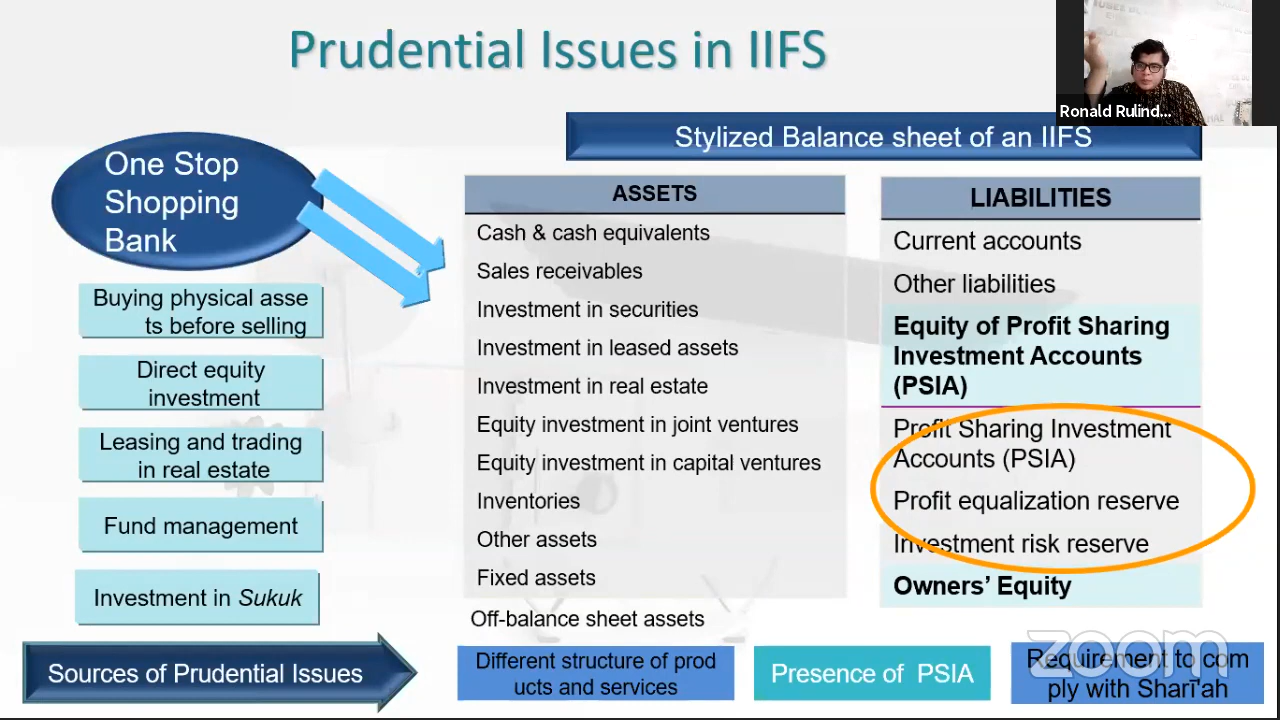 Prudential Issues in IIFS
Ronald Rulind...
Stylized Balance sheet of an IIFS
One Stop
Shopping
Bank
Buying physical asse
ts before selling
Direct equity
investment
Leasing and trading
in real estate
Fund management
Investment in Sukuk
ASSETS
Cash & cash equivalents
Sales receivables
Investment in securities
Investment in leased assets
Investment in real estate
Equity investment in joint ventures
Equity investment in capital ventures
Inventories
Other assets
Fixed assets
Off-balance sheet assets
LIABILITIES
Current accounts
Other liabilities
Equity of Profit Sharing
Investment Accounts
(PSIA)
Profit Sharing Investment
Accounts (PSIA)
Profit equalization reserve
Investment risk reserve
Owners’ Equity
Sources of Prudential Issues
Different structure of prod
ucts and services
Presence of PSIA
Requirement to com
ply with Sharī'ah
zoom